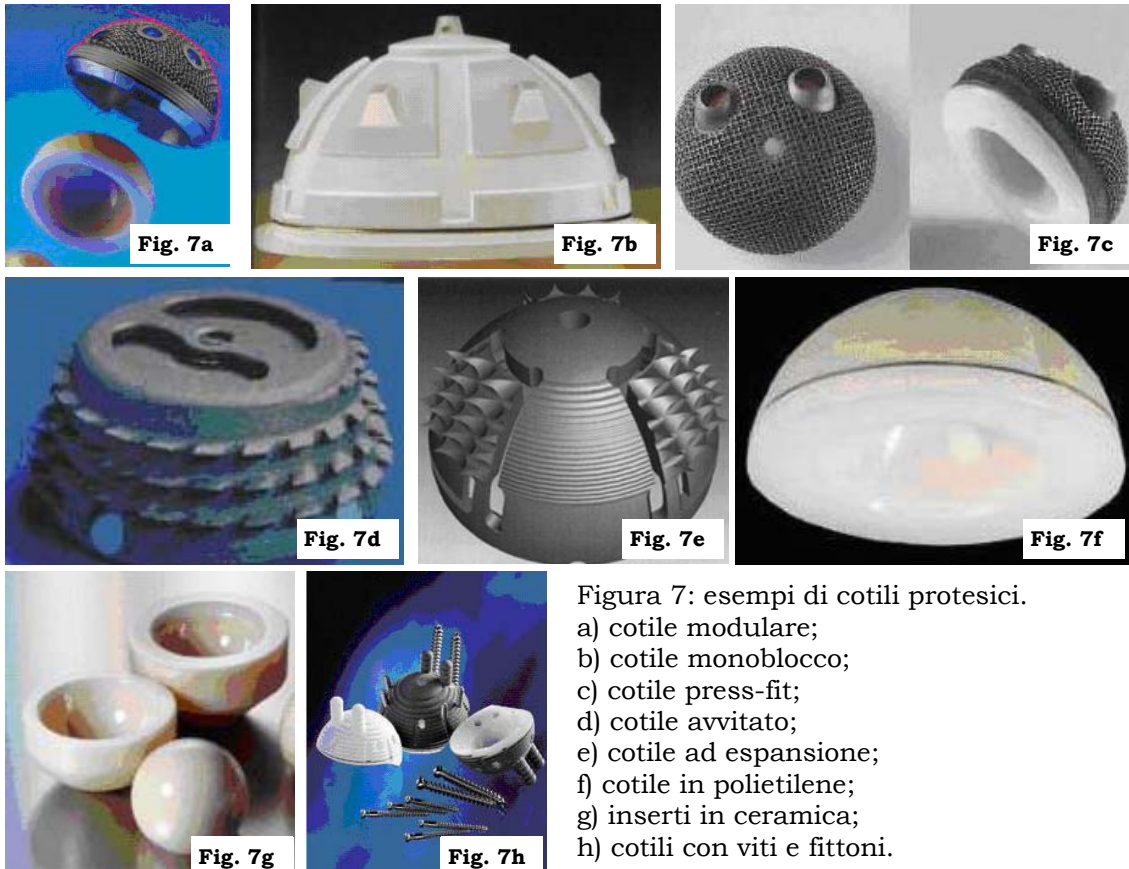 Fig. 7a
Fig. 7b
Fig. 7c
Fig. 7d
Fig. 7e
Fig. 7f
Fig. 7g
Fig. 7h
Figura 7: esempi di cotili protesici.
a) cotile modulare;
b) cotile monoblocco;
c) cotile press-fit;
d) cotile avvitato;
e) cotile ad espansione;
f) cotile in polietilene;
g) inserti in ceramica;
h) cotili con viti e fittoni.